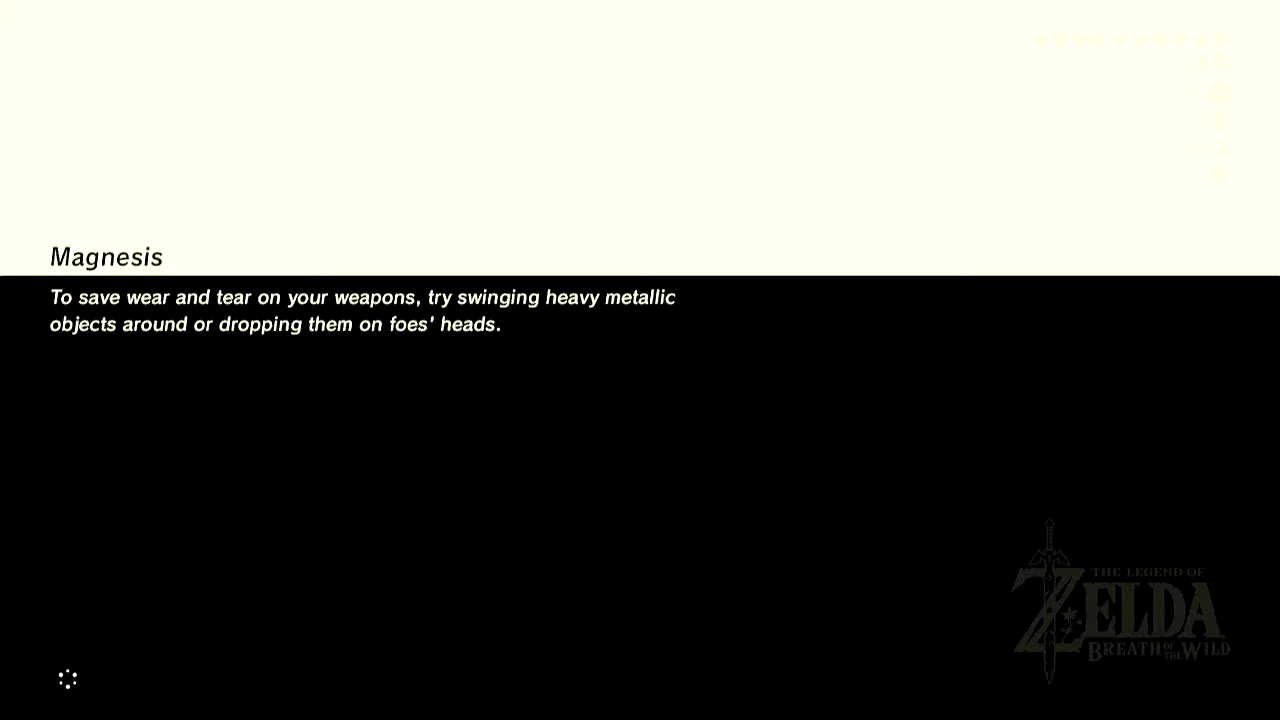 Magnesis
To save wear and tear on your weapons, try swinging heavy metallic
objects around or dropping them on foes' heads.
THE LEGEND OF
ZELDA
BREATH OF THE WILD